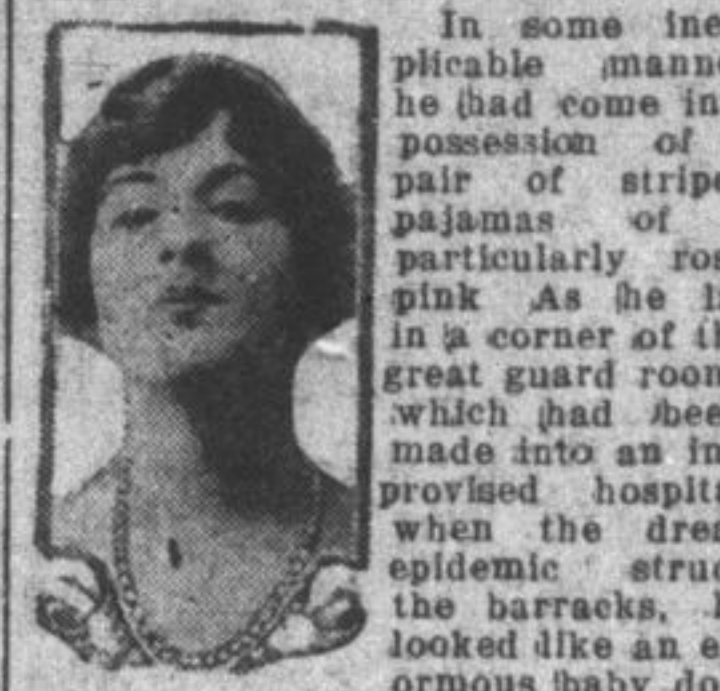 In some ine
plicable manne
he had come in
possession of
pair of stripe
pajamas of
particularly ros
pink As he l
in a corner of t
great guard room
which had bee
made into an im
provised hospita
when the drea
epidemic struc
the barracks,
looked like an e
ormous baby do